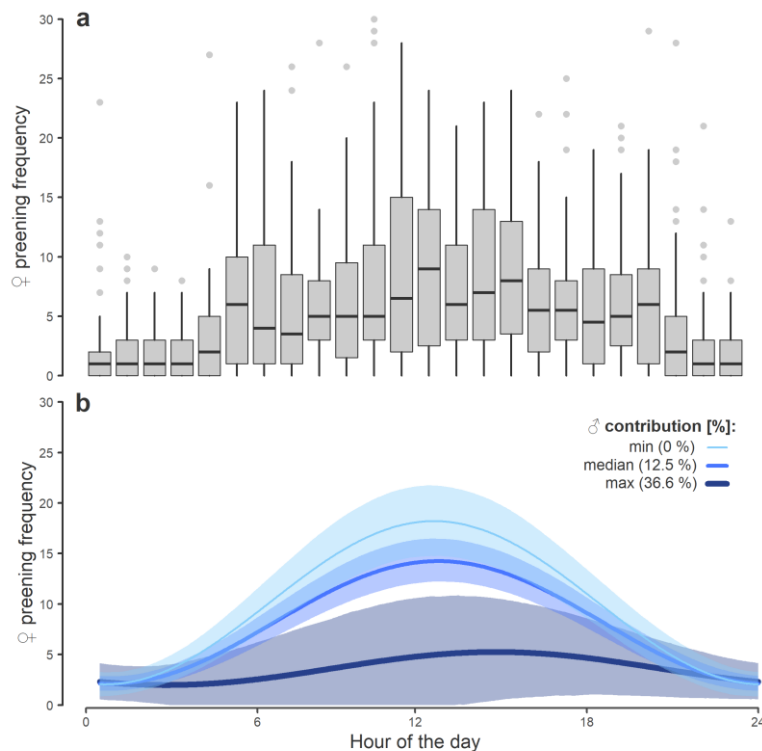 a
30
25
20
15
10
5
0
♀ preening frequency
b
30
25
20
15
10
5
0
♀ preening frequency
♂ contribution [%]:
min (0 %)
median (12.5 %)
max (36.6 %)
0 6 12 18 24
Hour of the day